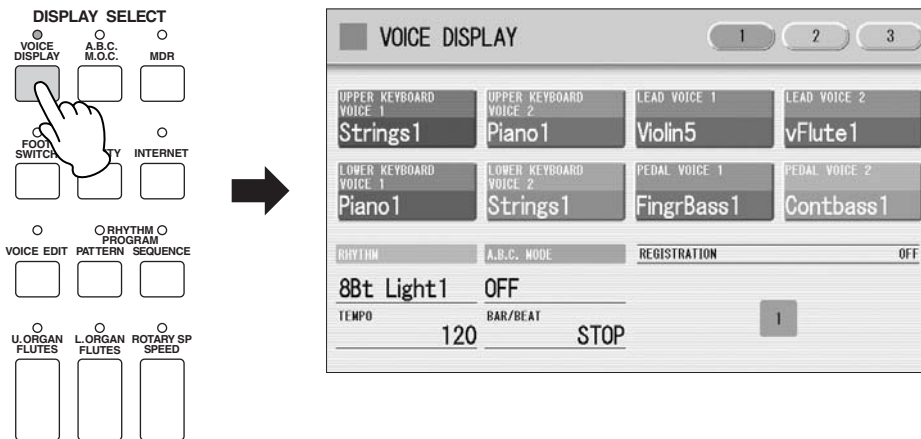 DISPLAY SELECT
VOICE DISPLAY
A.B.C. M.O.C.
MDR
FOOT
SWITCH
TY
INTERNET
VOICE EDIT
RHYTHM PROGRAM
PATTERN
SEQUENCE
U.ORGAN FLUTES
L.ORGAN FLUTES
ROTARY SP SPEED
VOICE DISPLAY
1
2
3
UPPER KEYBOARD VOICE 1
Strings1
UPPER KEYBOARD VOICE 2
Piano1
LEAD VOICE 1
Violin5
LEAD VOICE 2
vFlute1
LOWER KEYBOARD VOICE 1
Piano1
LOWER KEYBOARD VOICE 2
Strings1
PEDAL VOICE 1
FingrBass1
PEDAL VOICE 2
Contbass1
RHYTHM
8Bt Light1
A.B.C. MODE
OFF
REGISTRATION OFF
TEMPO
120
BAR/BEAT
STOP
1